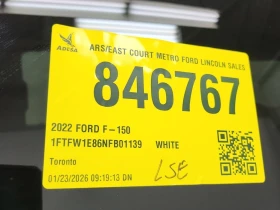 ADESA
ARS/EAST COURT METRO FORD LINCOLN SALES
846767
2022 FORD F-150
1FTFW1E86NFB01139 WHITE
Toronto
LSE
01/23/2026 09:19:13 DN